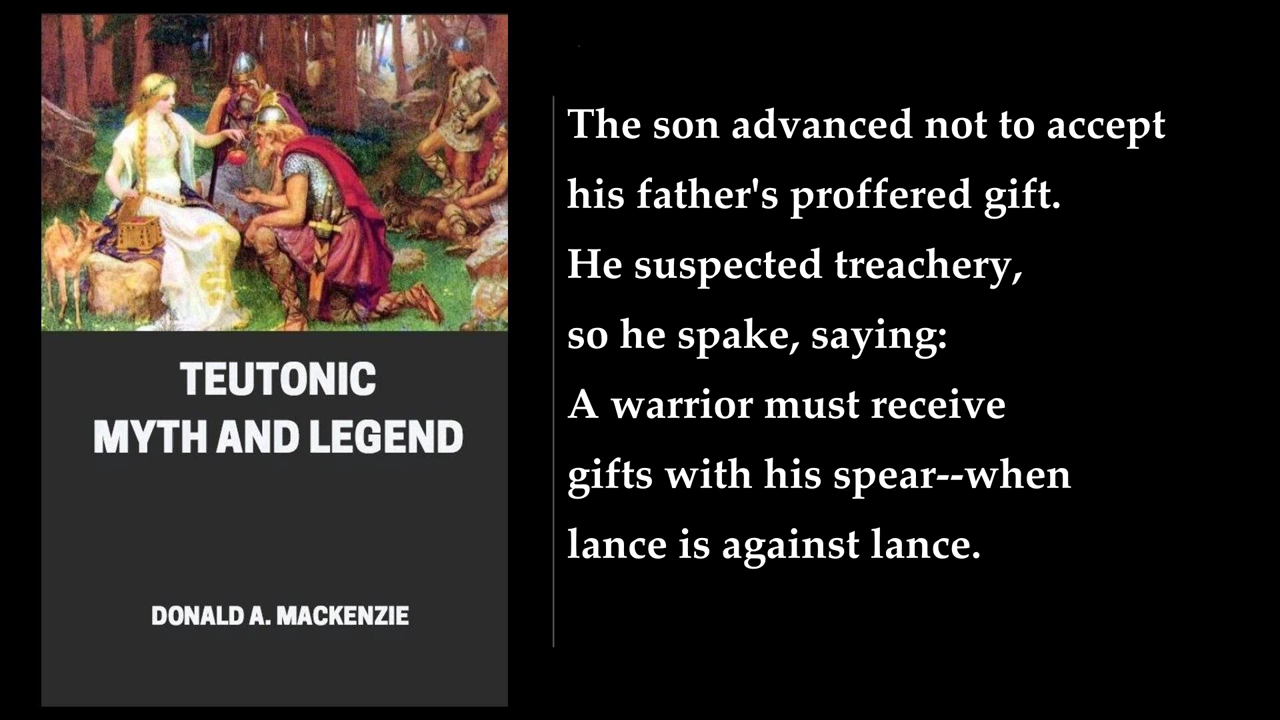 TEUTONIC
MYTH AND LEGEND
DONALD A. MACKENZIE
The son advanced not to accept
his father's proffered gift.
He suspected treachery,
so he spake, saying:
A warrior must receive
gifts with his spear--when
lance is against lance.